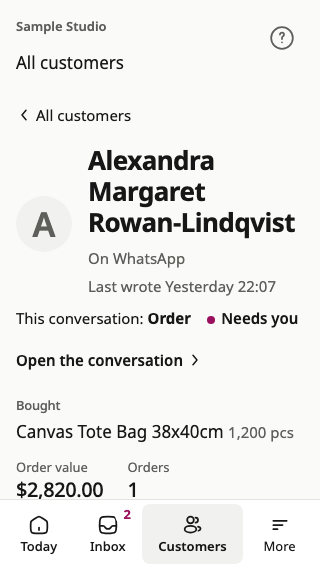 Sample Studio
All customers
All customers
Alexandra
Margaret
Rowan-Lindqvist
A
On WhatsApp
Last wrote Yesterday 22:07
This conversation: Order Needs you
Open the conversation
Bought
Canvas Tote Bag 38x40cm 1,200 pcs
Order value Orders
$2,820.00 1
2
Today Inbox Customers More